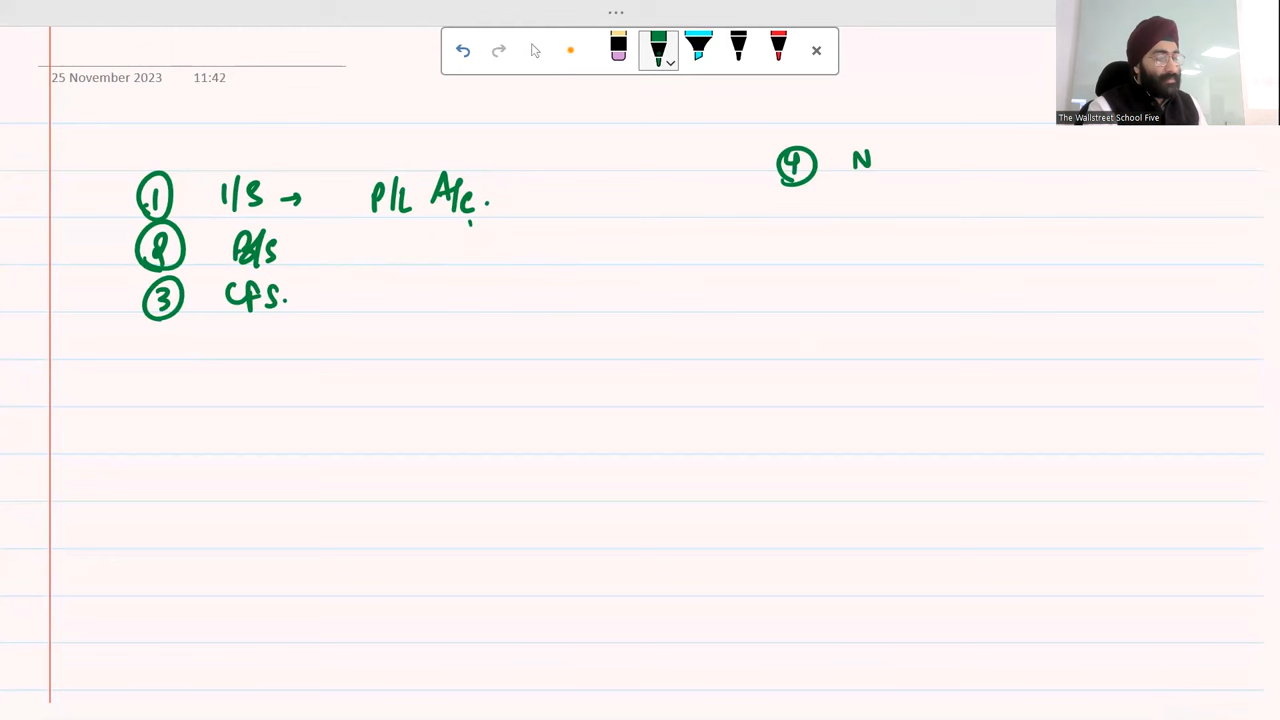 25 November 2023 11:42
The Wallstreet School Five
① I/S → P/L A/c.
② B/S
③ CFS.
④ N